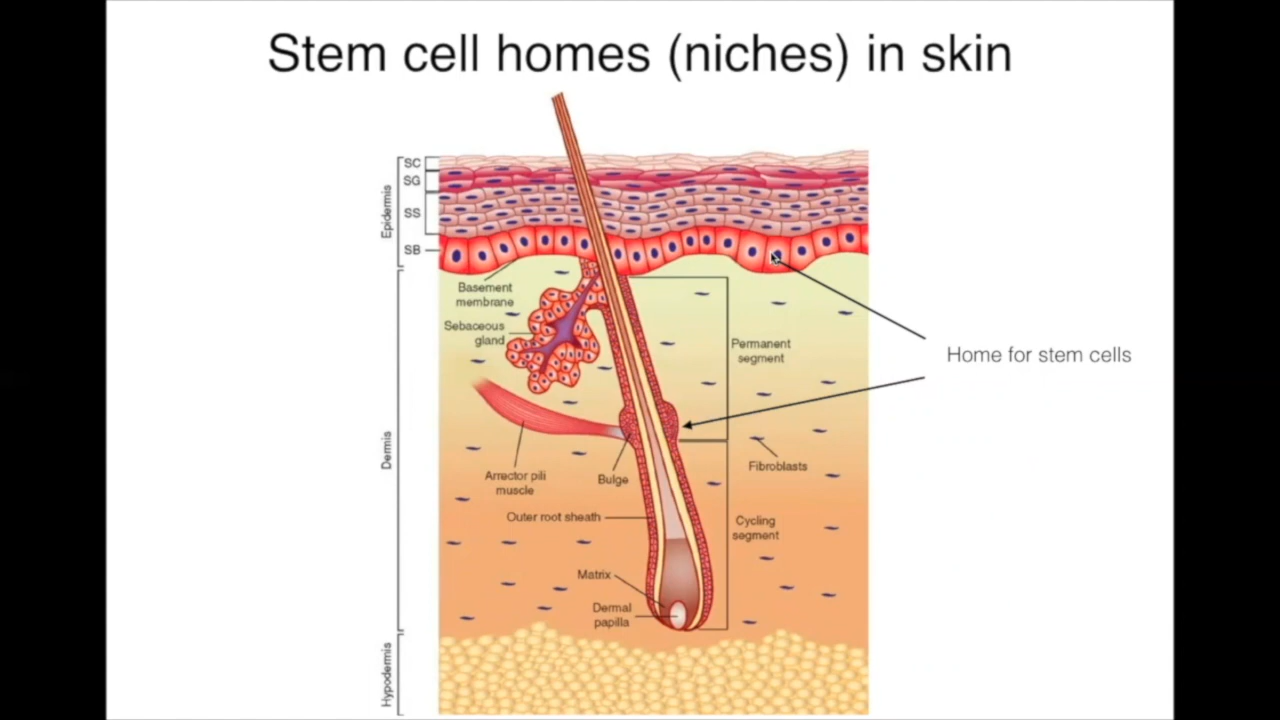 Stem cell homes (niches) in skin
SC
SG
SS
SB
Epidermis
Basement
membrane
Sebaceous
gland
Permanent
segment
Home for stem cells
Dermis
Arrector pili
muscle
Bulge
Fibroblasts
Outer root sheath
Cycling
segment
Matrix
Dermal
papilla
Hypodermis